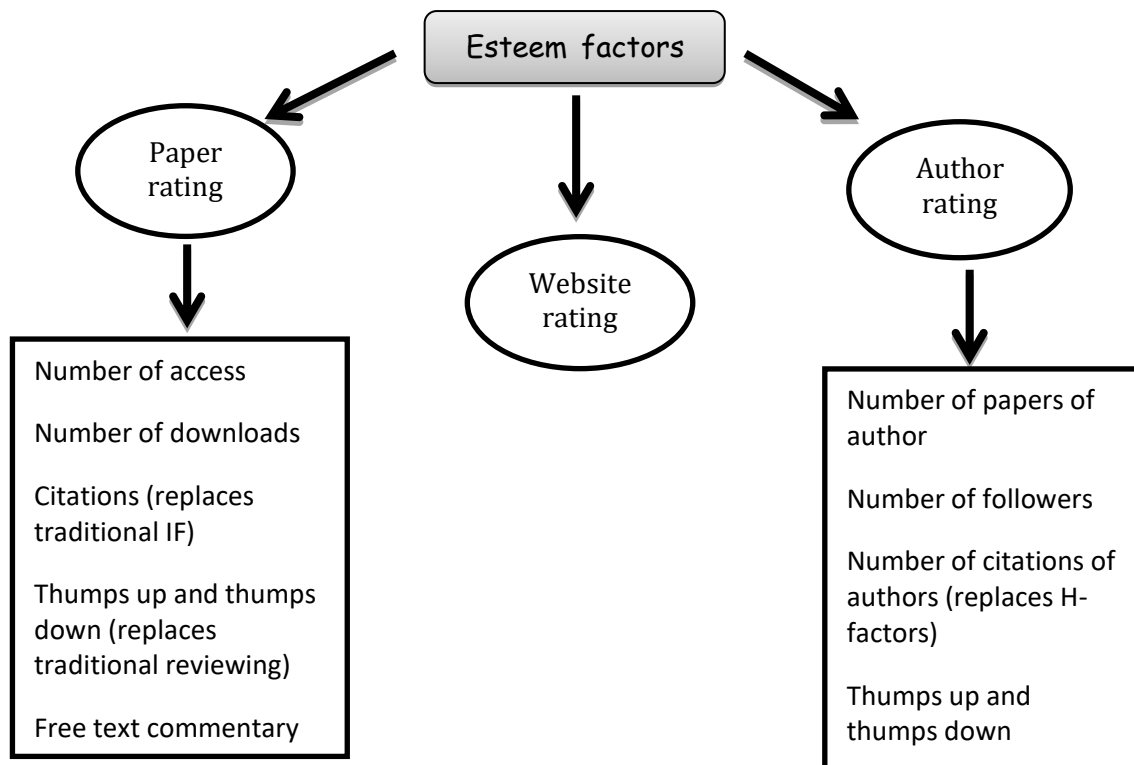 Esteem factors
Paper
rating
Website
rating
Author
rating
Number of access
Number of downloads
Citations (replaces
traditional IF)
Thumps up and thumps
down (replaces
traditional reviewing)
Free text commentary
Number of papers of
author
Number of followers
Number of citations of
authors (replaces H-
factors)
Thumps up and
thumps down